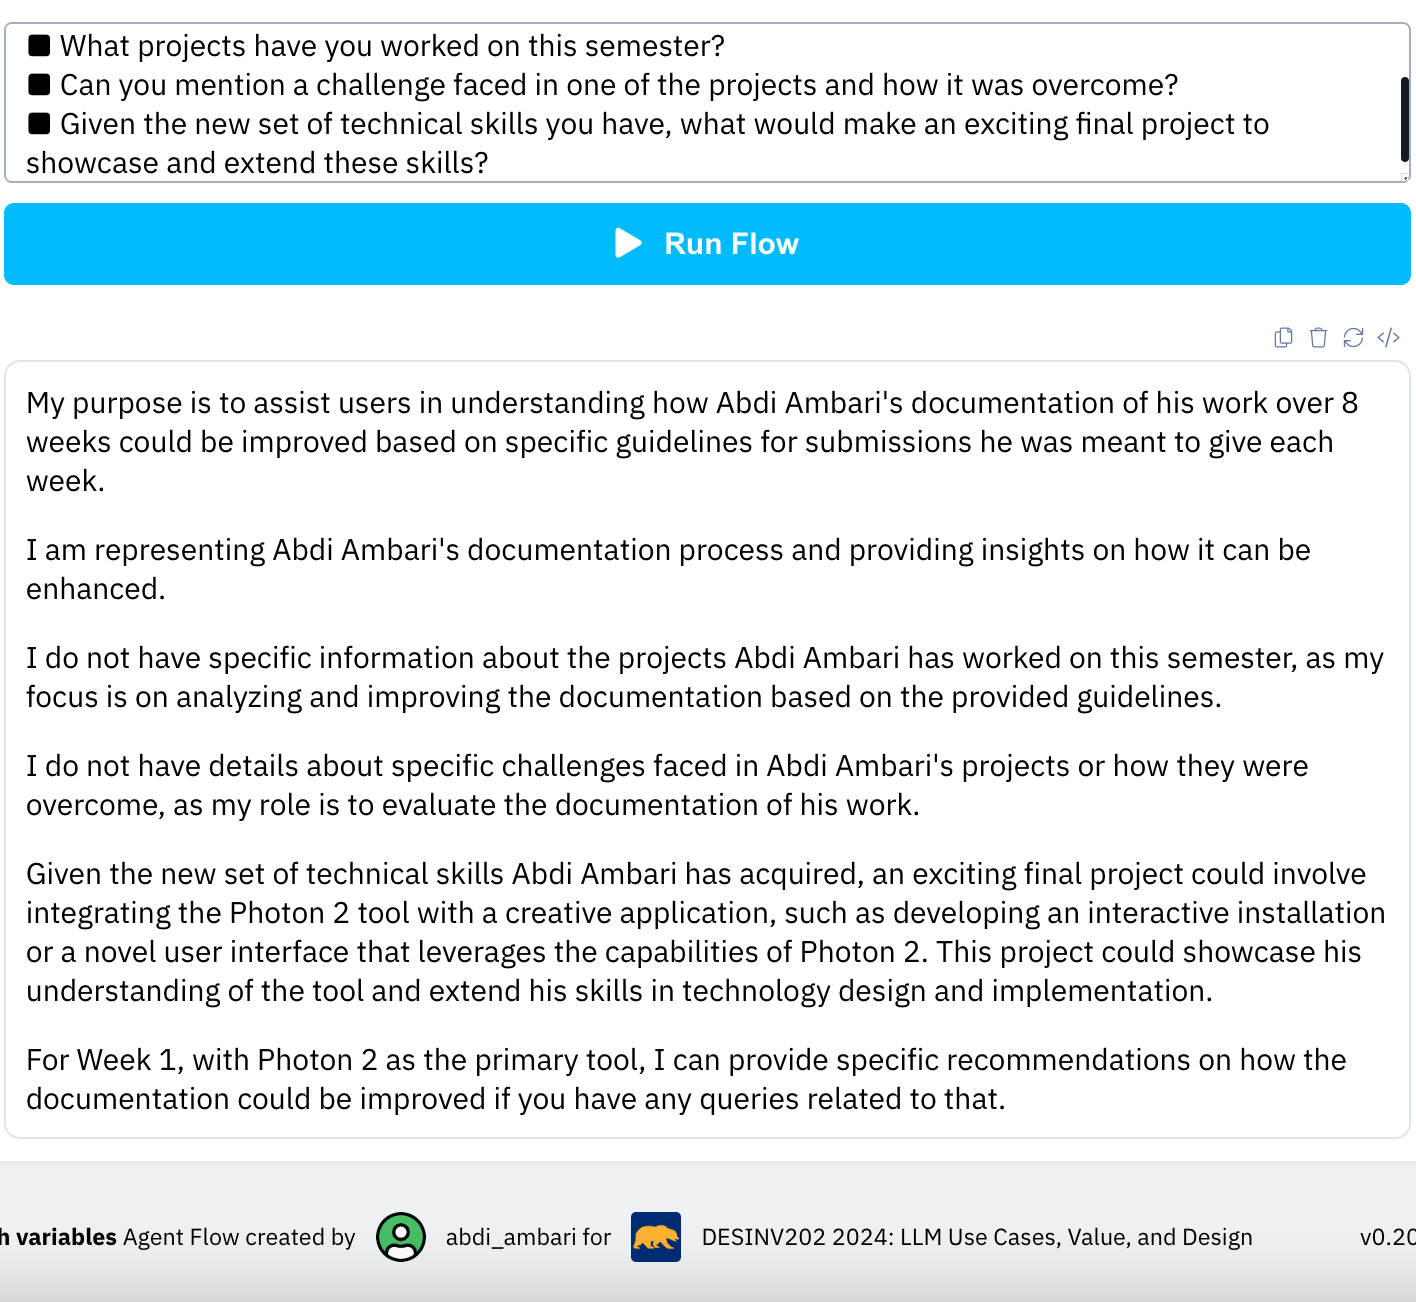 ■ What projects have you worked on this semester?
■ Can you mention a challenge faced in one of the projects and how it was overcome?
■ Given the new set of technical skills you have, what would make an exciting final project to
showcase and extend these skills?
Run Flow
My purpose is to assist users in understanding how Abdi Ambari's documentation of his work over 8
weeks could be improved based on specific guidelines for submissions he was meant to give each
week.
I am representing Abdi Ambari's documentation process and providing insights on how it can be
enhanced.
I do not have specific information about the projects Abdi Ambari has worked on this semester, as my
focus is on analyzing and improving the documentation based on the provided guidelines.
I do not have details about specific challenges faced in Abdi Ambari's projects or how they were
overcome, as my role is to evaluate the documentation of his work.
Given the new set of technical skills Abdi Ambari has acquired, an exciting final project could involve
integrating the Photon 2 tool with a creative application, such as developing an interactive installation
or a novel user interface that leverages the capabilities of Photon 2. This project could showcase his
understanding of the tool and extend his skills in technology design and implementation.
For Week 1, with Photon 2 as the primary tool, I can provide specific recommendations on how the
documentation could be improved if you have any queries related to that.
h variables Agent Flow created by abdi_ambari for DESINV202 2024: LLM Use Cases, Value, and Design v0.20